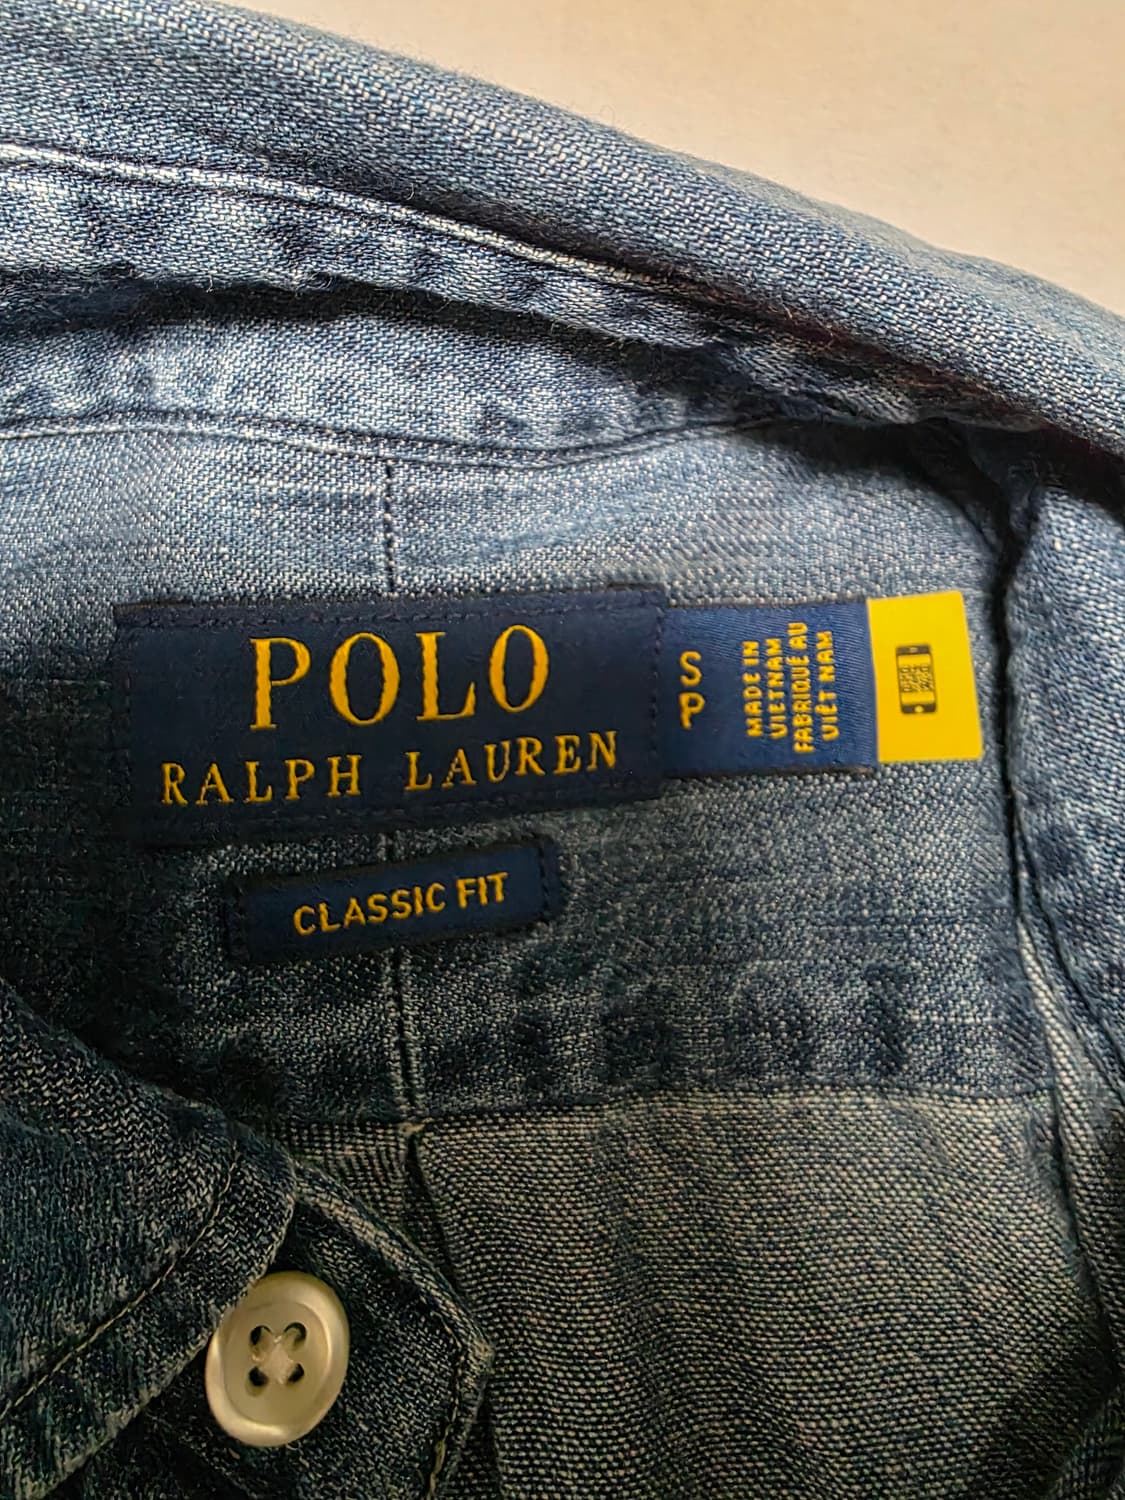 POLO
RALPH LAUREN
S
P
MADE IN
VIETNAM
FABRIQUÉ AU
VIÊT NAM
CLASSIC FIT